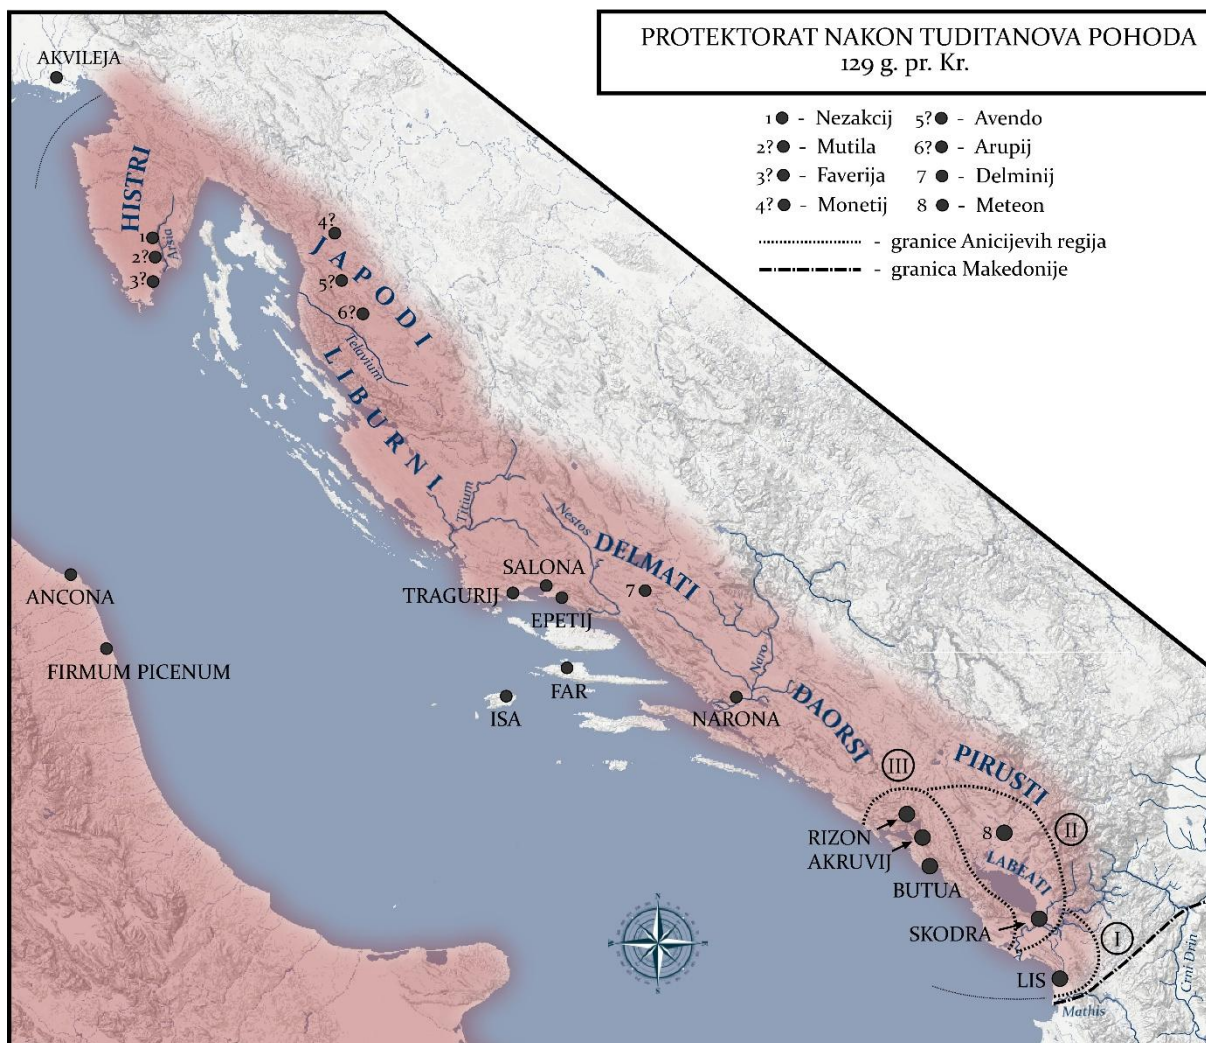 PROTEKTORAT NAKON TUDITANOVA POHODA
129 g. pr. Kr.
1 - Nezakcij
2? - Mutila
3? - Faverija
4? - Monetij
5? - Avendo
6? - Arupij
7 - Delminij
8 - Meteon
- granice Anicijevih regija
- granica Makedonije
AKVILEJA
HISTRI
1
2?
3?
Arsia
4?
JAPODI
5?
6?
Telavium
LIBURNI
Titium
Nestos
DELMATI
SALONA
TRAGURIJ
EPETIJ
7
ANCONA
FIRMUM PICENUM
FAR
ISA
Naro
NARONA
DAORSI
PIRUSTI
III
II
RIZON
AKRUVIJ
8
LABEATI
BUTUA
SKODRA
I
LIS
Mathis
Crni Drin
N